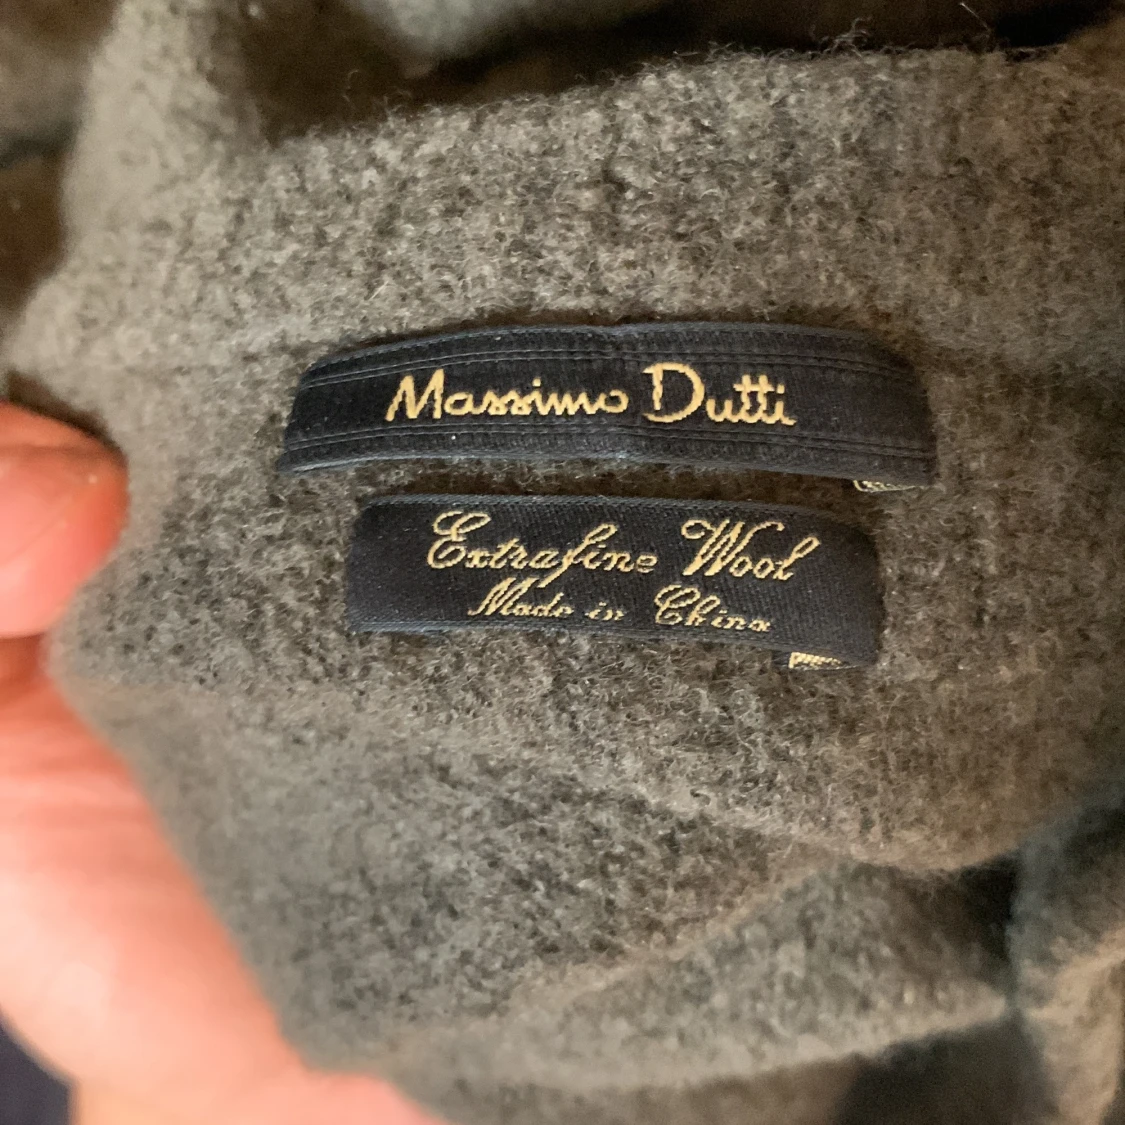 Massimo Dutti
Extrafine Wool
Made in China